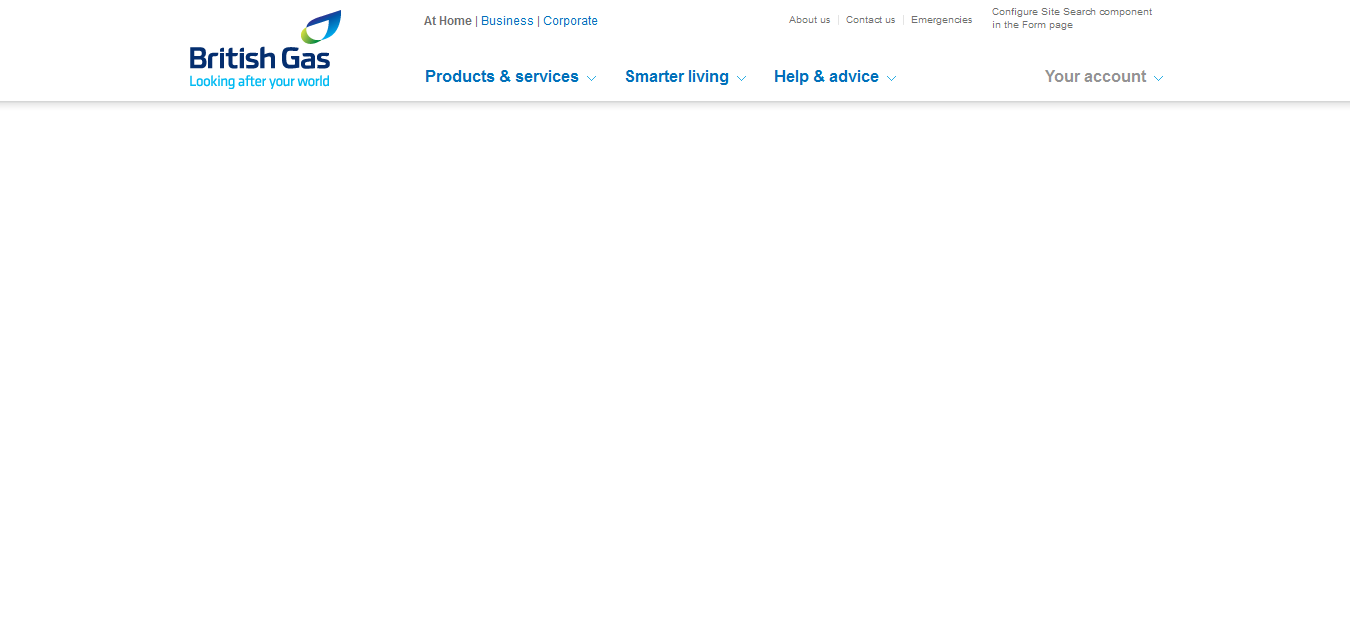 At Home | Business | Corporate
About us
Contact us
Emergencies
Configure Site Search component
in the Form page
British Gas
Looking after your world
Products & services
Smarter living
Help & advice
Your account